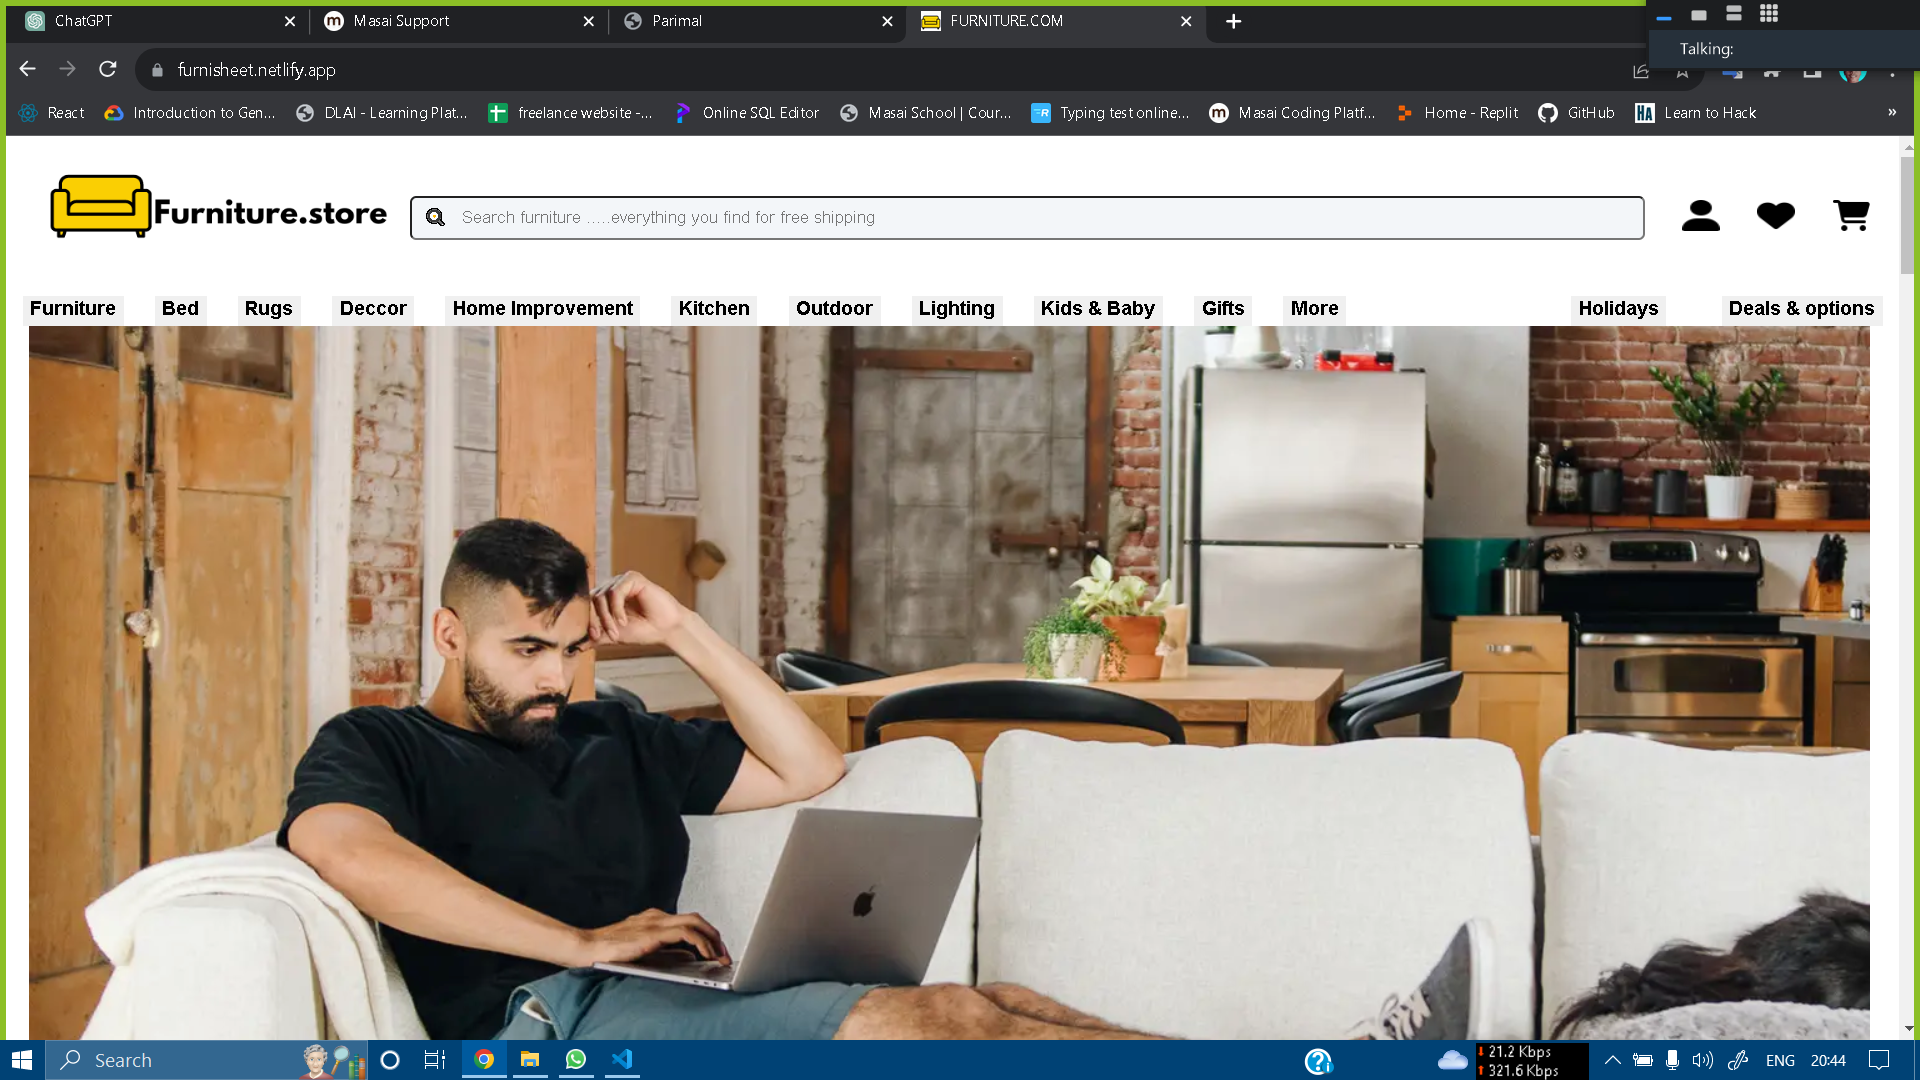 ChatGPT
Masai Support
Parimal
FURNITURE.COM
Talking:
furnisheet.netlify.app
React
Introduction to Gen...
DLAI - Learning Plat...
freelance website -...
Online SQL Editor
Masai School | Cour...
Typing test online...
Masai Coding Platf...
Home - Replit
GitHub
HA Learn to Hack
»
Furniture.store
Search furniture .....everything you find for free shipping
Furniture
Bed
Rugs
Deccor
Home Improvement
Kitchen
Outdoor
Lighting
Kids & Baby
Gifts
More
Holidays
Deals & options
Search
21.2 Kbps
321.6 Kbps
ENG
20:44